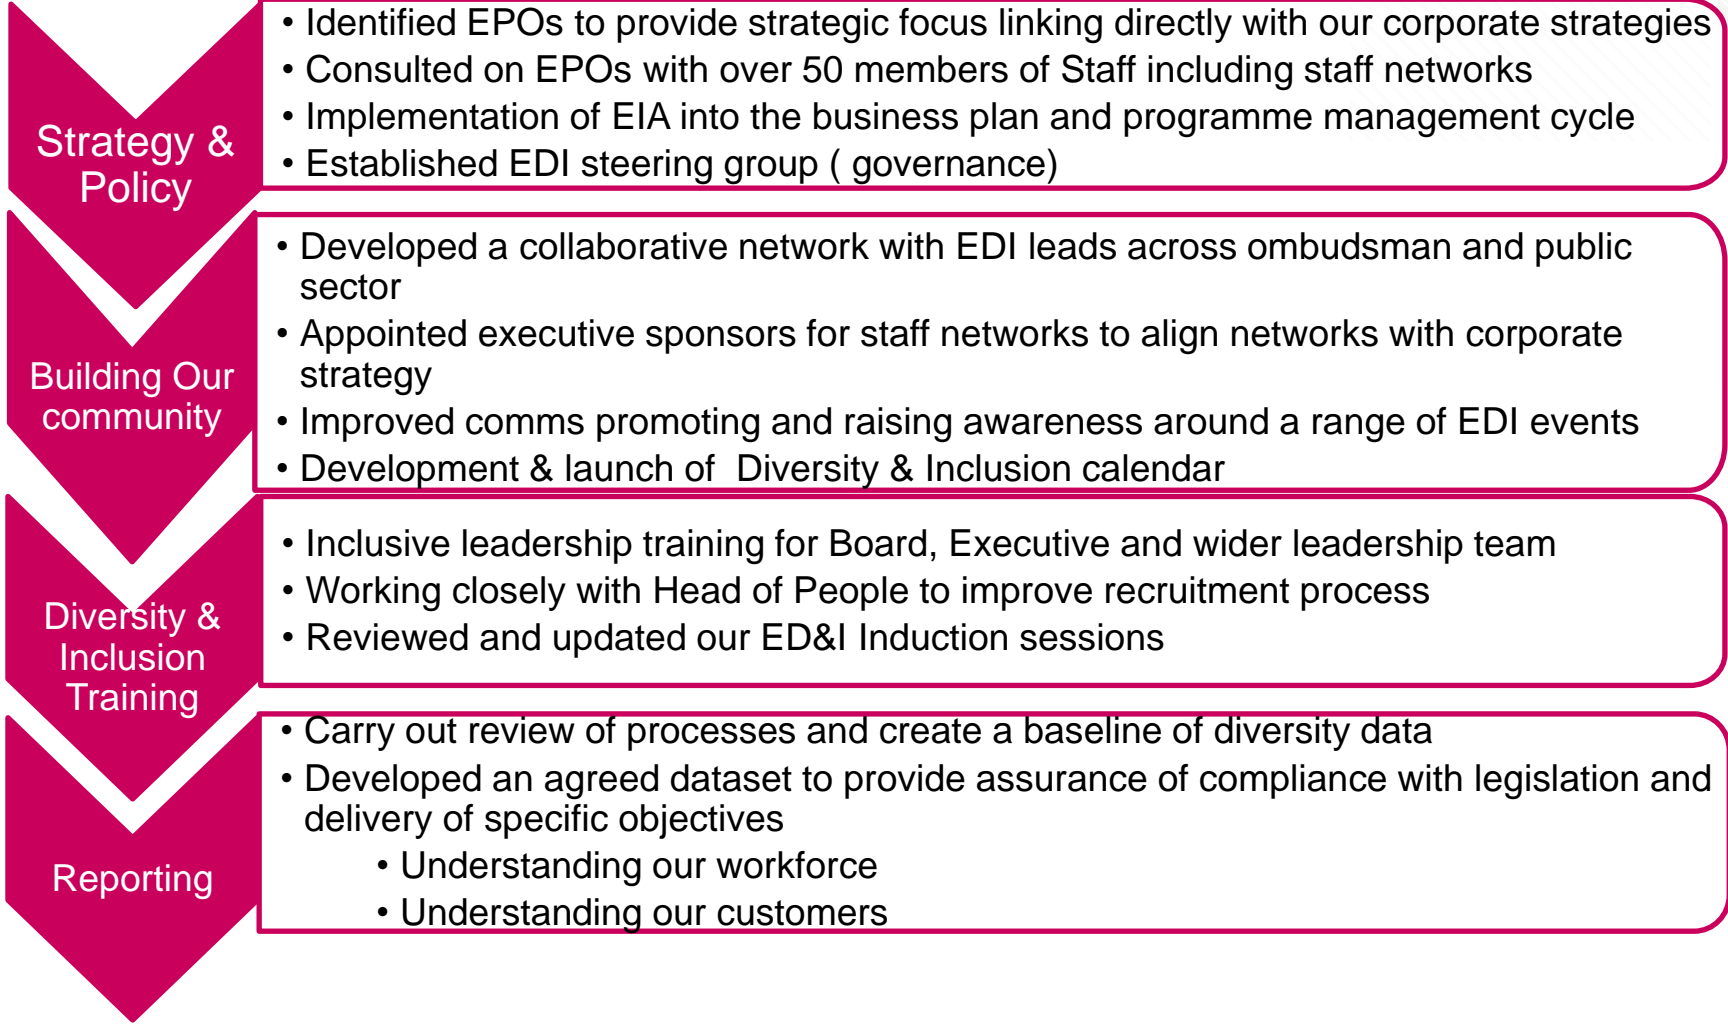 Strategy &
Policy
• Identified EPOs to provide strategic focus linking directly with our corporate strategies
• Consulted on EPOs with over 50 members of Staff including staff networks
• Implementation of EIA into the business plan and programme management cycle
• Established EDI steering group ( governance)
Building Our
community
• Developed a collaborative network with EDI leads across ombudsman and public
sector
• Appointed executive sponsors for staff networks to align networks with corporate
strategy
• Improved comms promoting and raising awareness around a range of EDI events
• Development & launch of  Diversity & Inclusion calendar
Diversity &
Inclusion
Training
• Inclusive leadership training for Board, Executive and wider leadership team
• Working closely with Head of People to improve recruitment process
• Reviewed and updated our ED&I Induction sessions
Reporting
• Carry out review of processes and create a baseline of diversity data
• Developed an agreed dataset to provide assurance of compliance with legislation and
delivery of specific objectives
• Understanding our workforce
• Understanding our customers